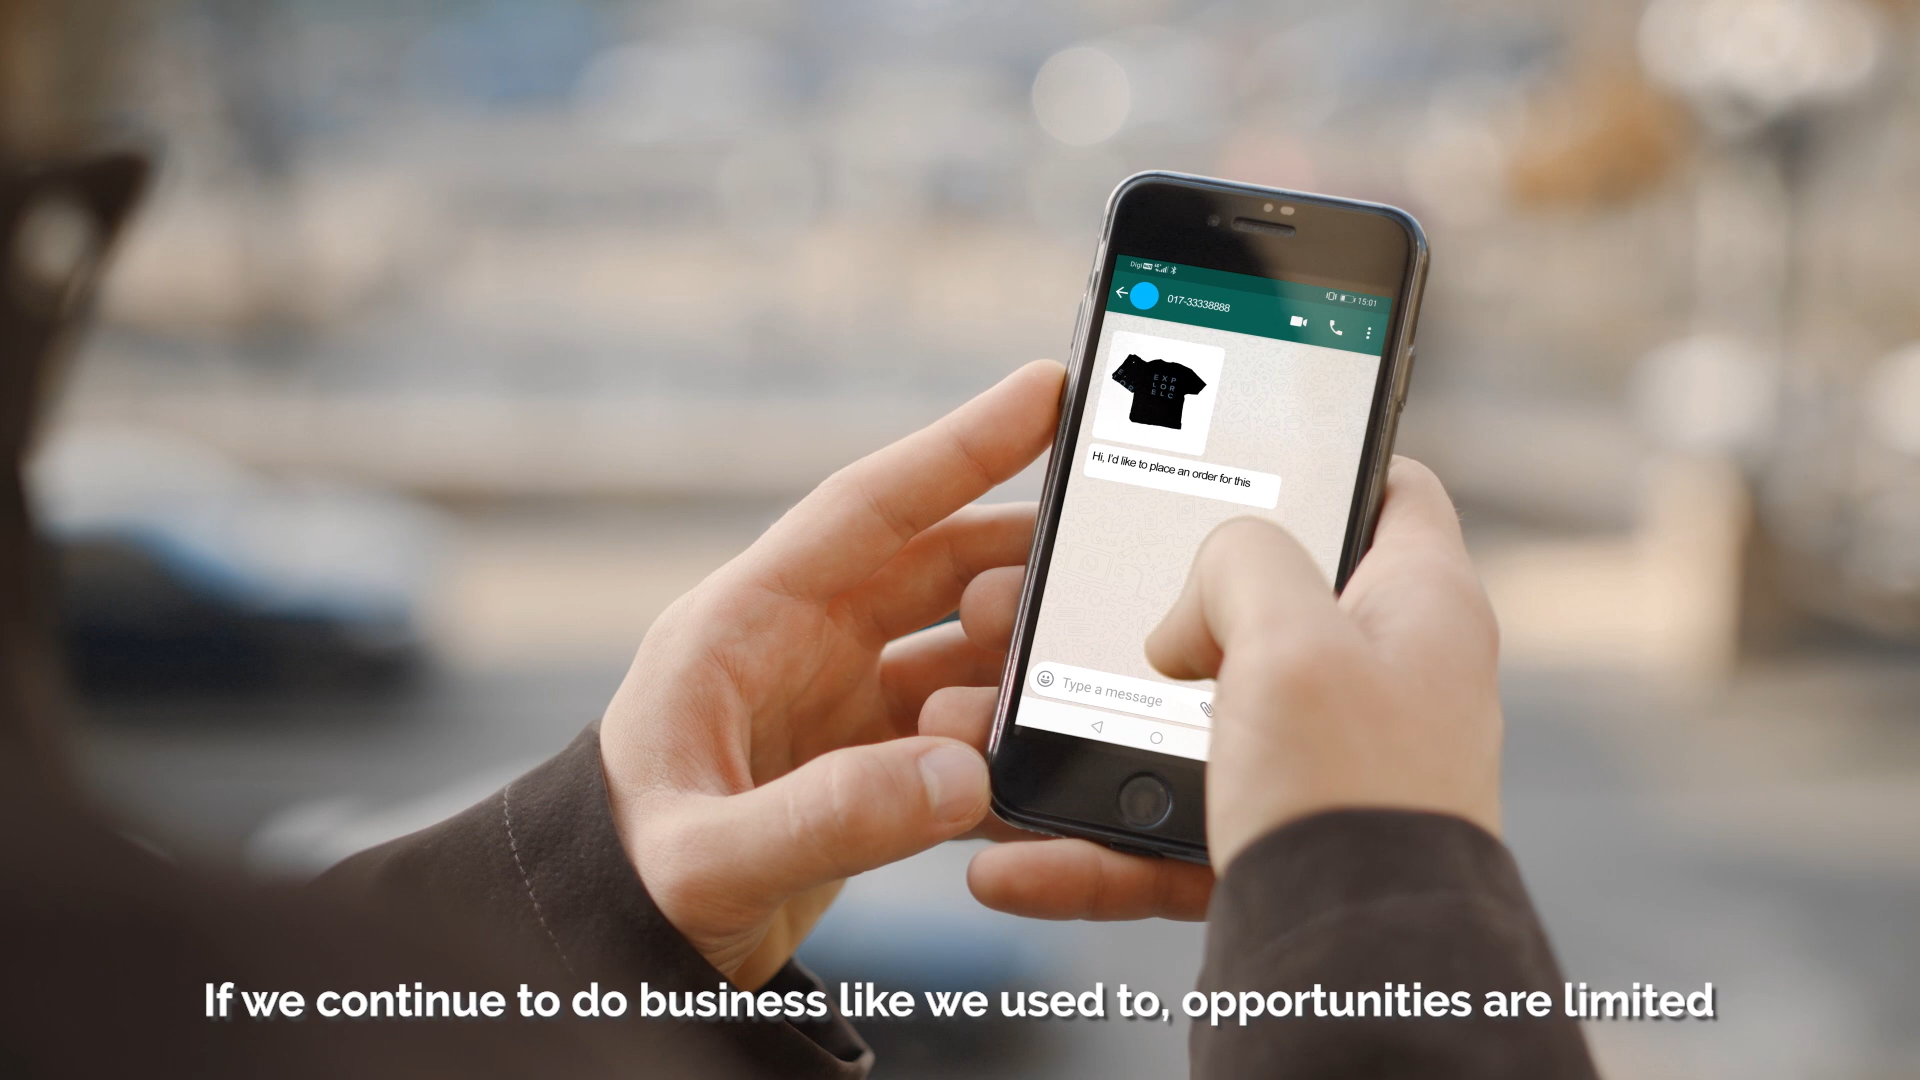 Digi 15:01
017-33338888
EXP
LOR
ELC
Hi, I'd like to place an order for this
Type a message
If we continue to do business like we used to, opportunities are limited